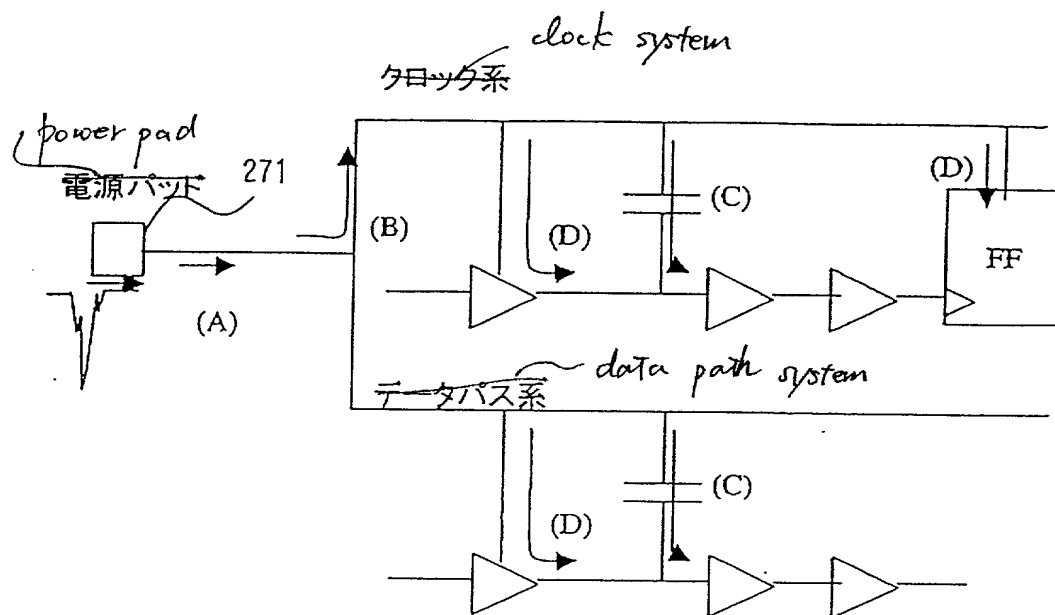 clock system
クロック系
power pad
電源パッド
271
(B)
(D)
(C)
(D)
FF
(A)
data path system
データパス系
(C)
(D)